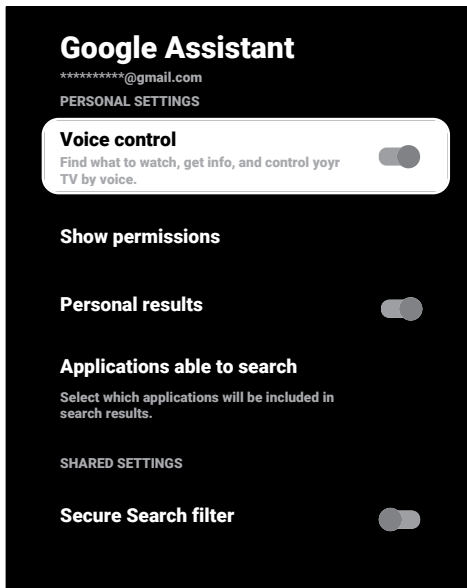 Google Assistant
**********@gmail.com
PERSONAL SETTINGS
Voice control
Find what to watch, get info, and control yoyr
TV by voice.
Show permissions
Personal results
Applications able to search
Select which applications will be included in
search results.
SHARED SETTINGS
Secure Search filter